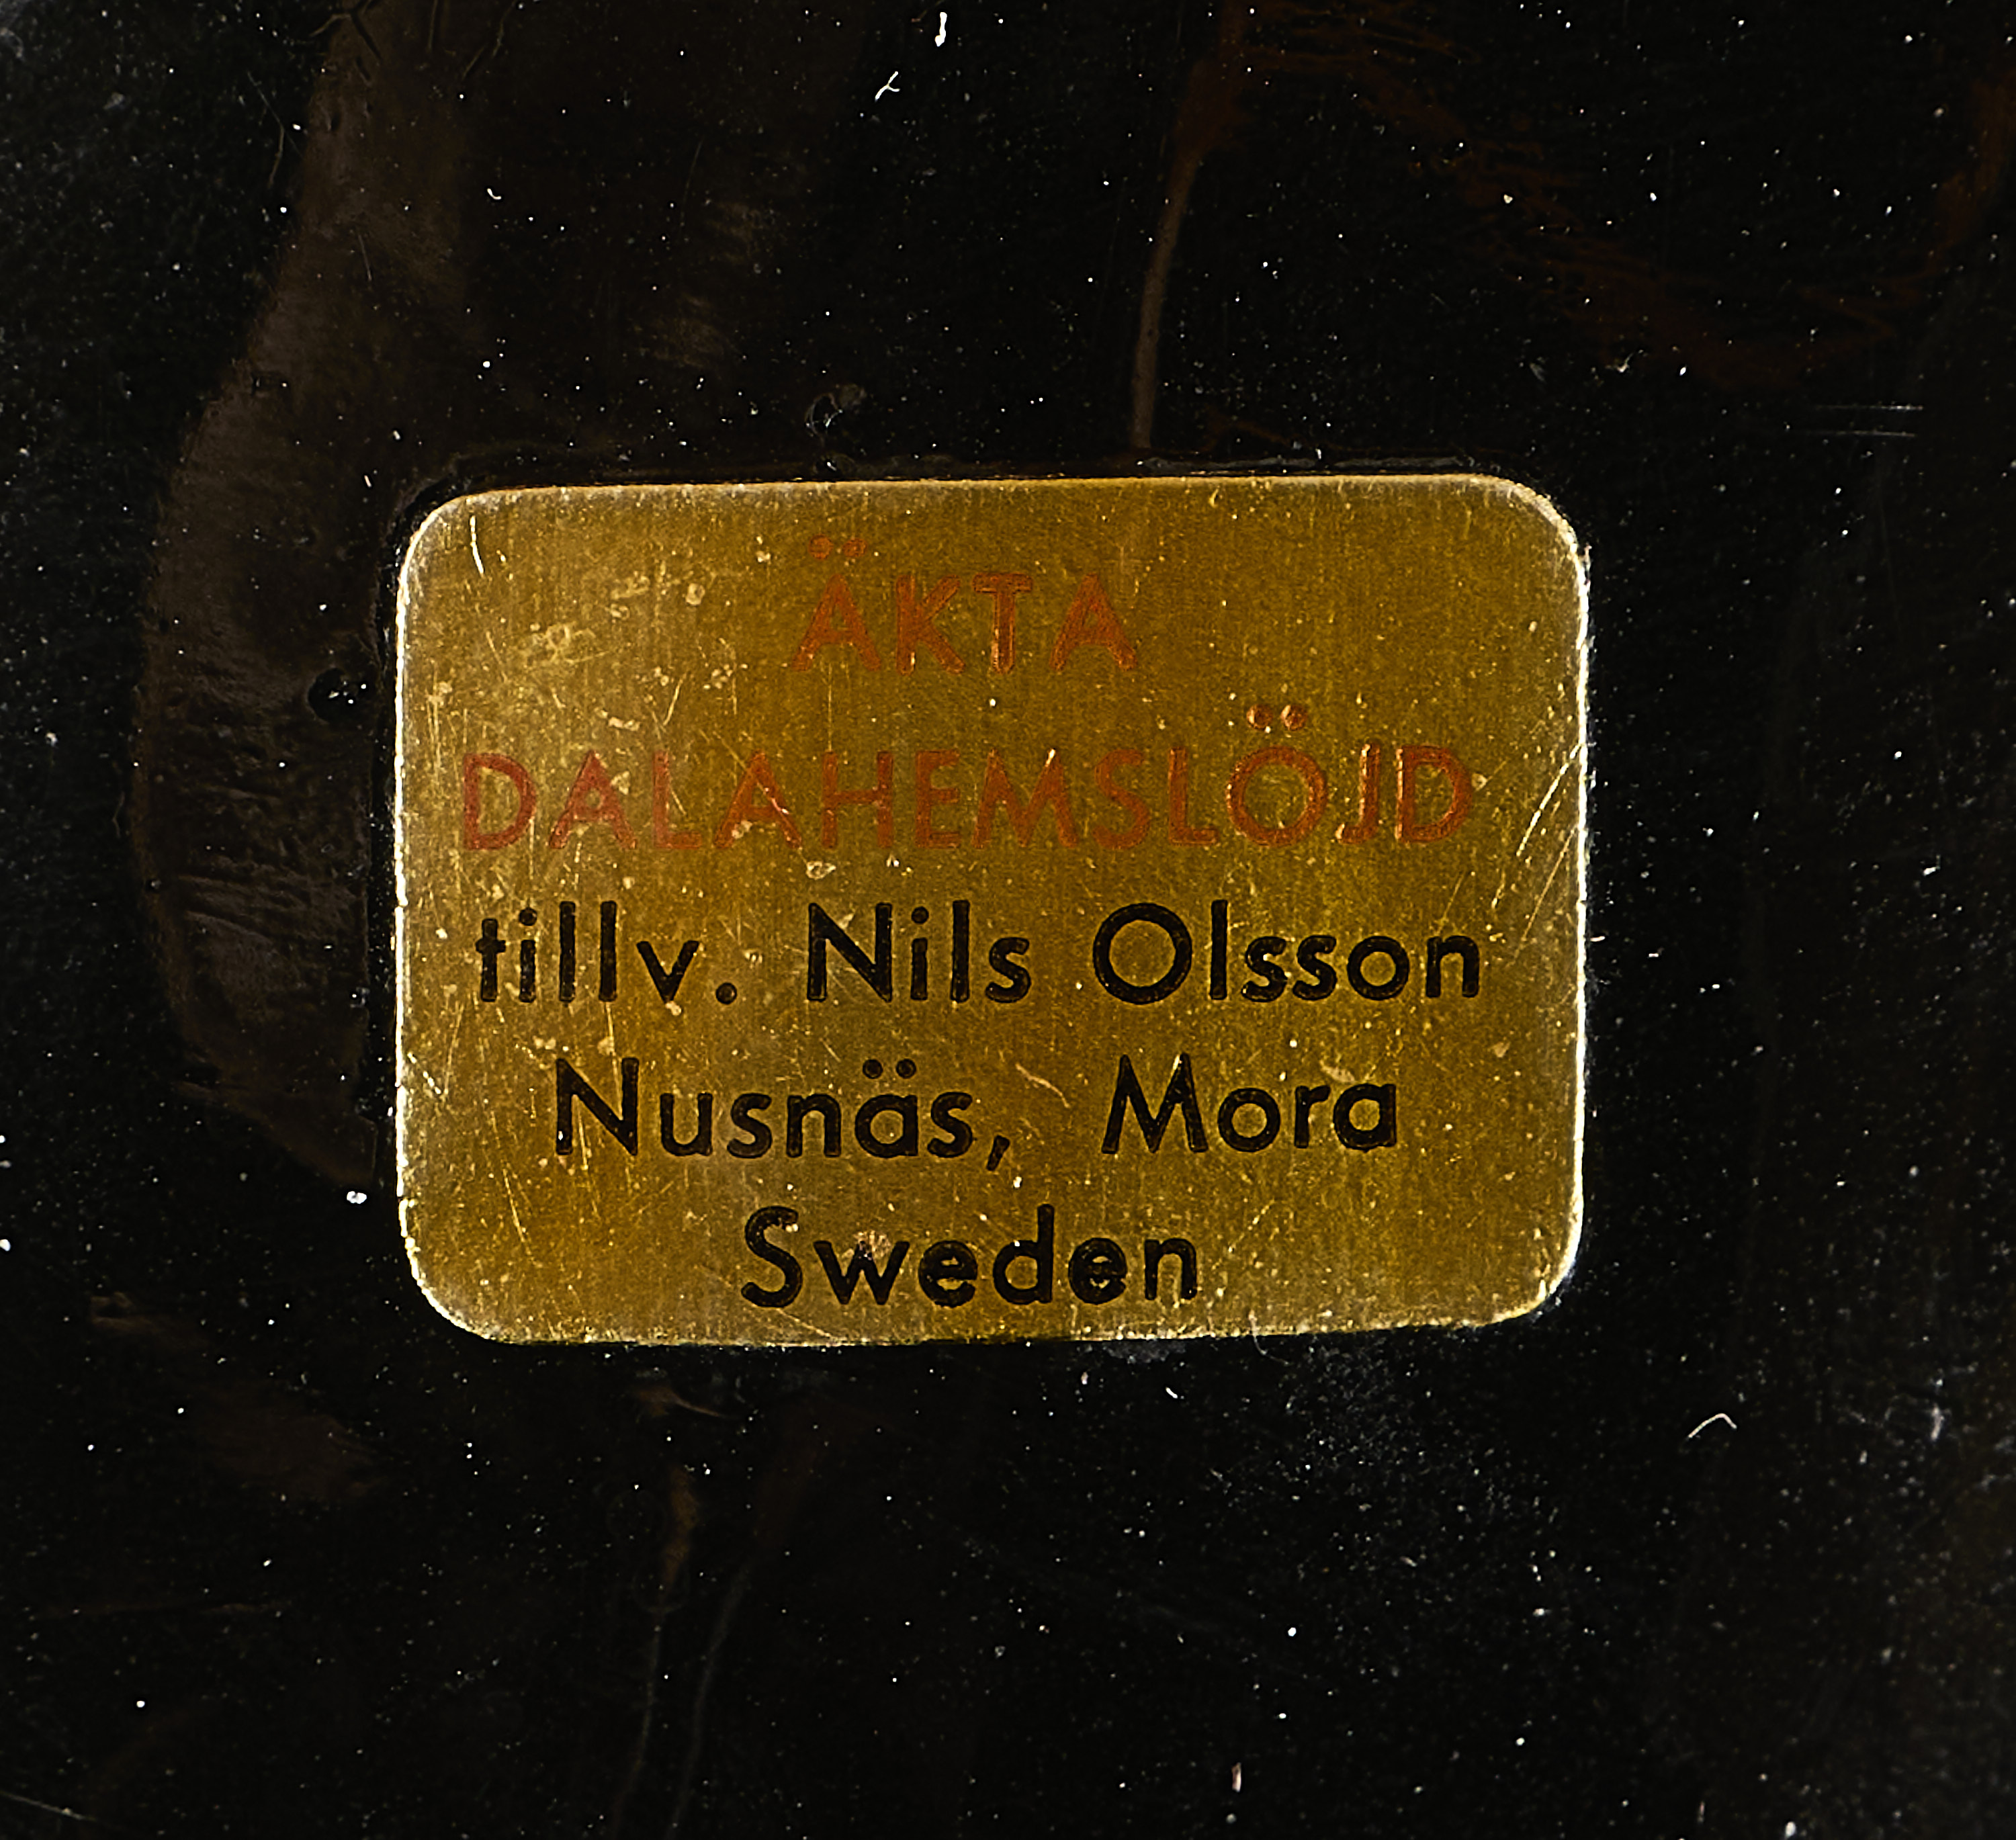 ÄKTA
DALAHEMSLÖJD
tillv. Nils Olsson
Nusnäs, Mora
Sweden